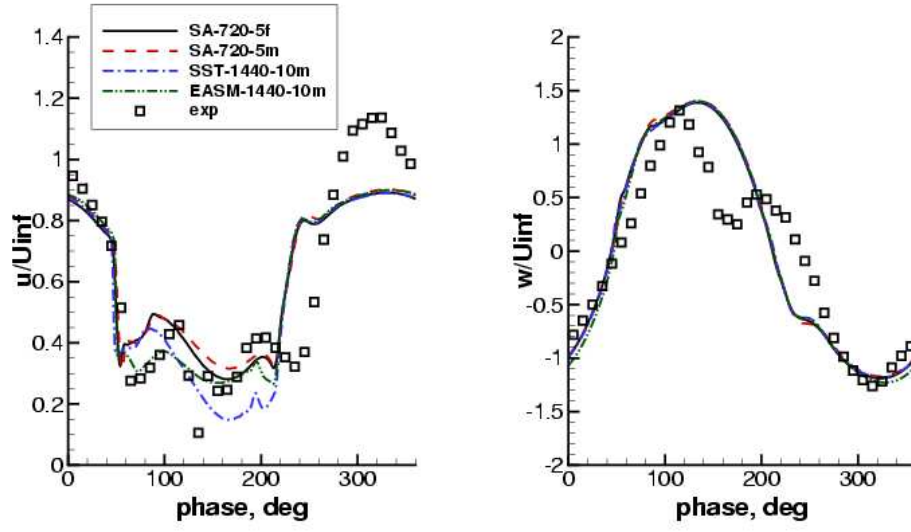 SA-720-5f
SA-720-5m
SST-1440-10m
EASM-1440-10m
exp
1.4
1.2
1
0.8
0.6
0.4
0.2
0
u/Uinf
0 100 200 300
phase, deg
2
1.5
1
0.5
0
-0.5
-1
-1.5
-2
w/Uinf
0 100 200 300
phase, deg